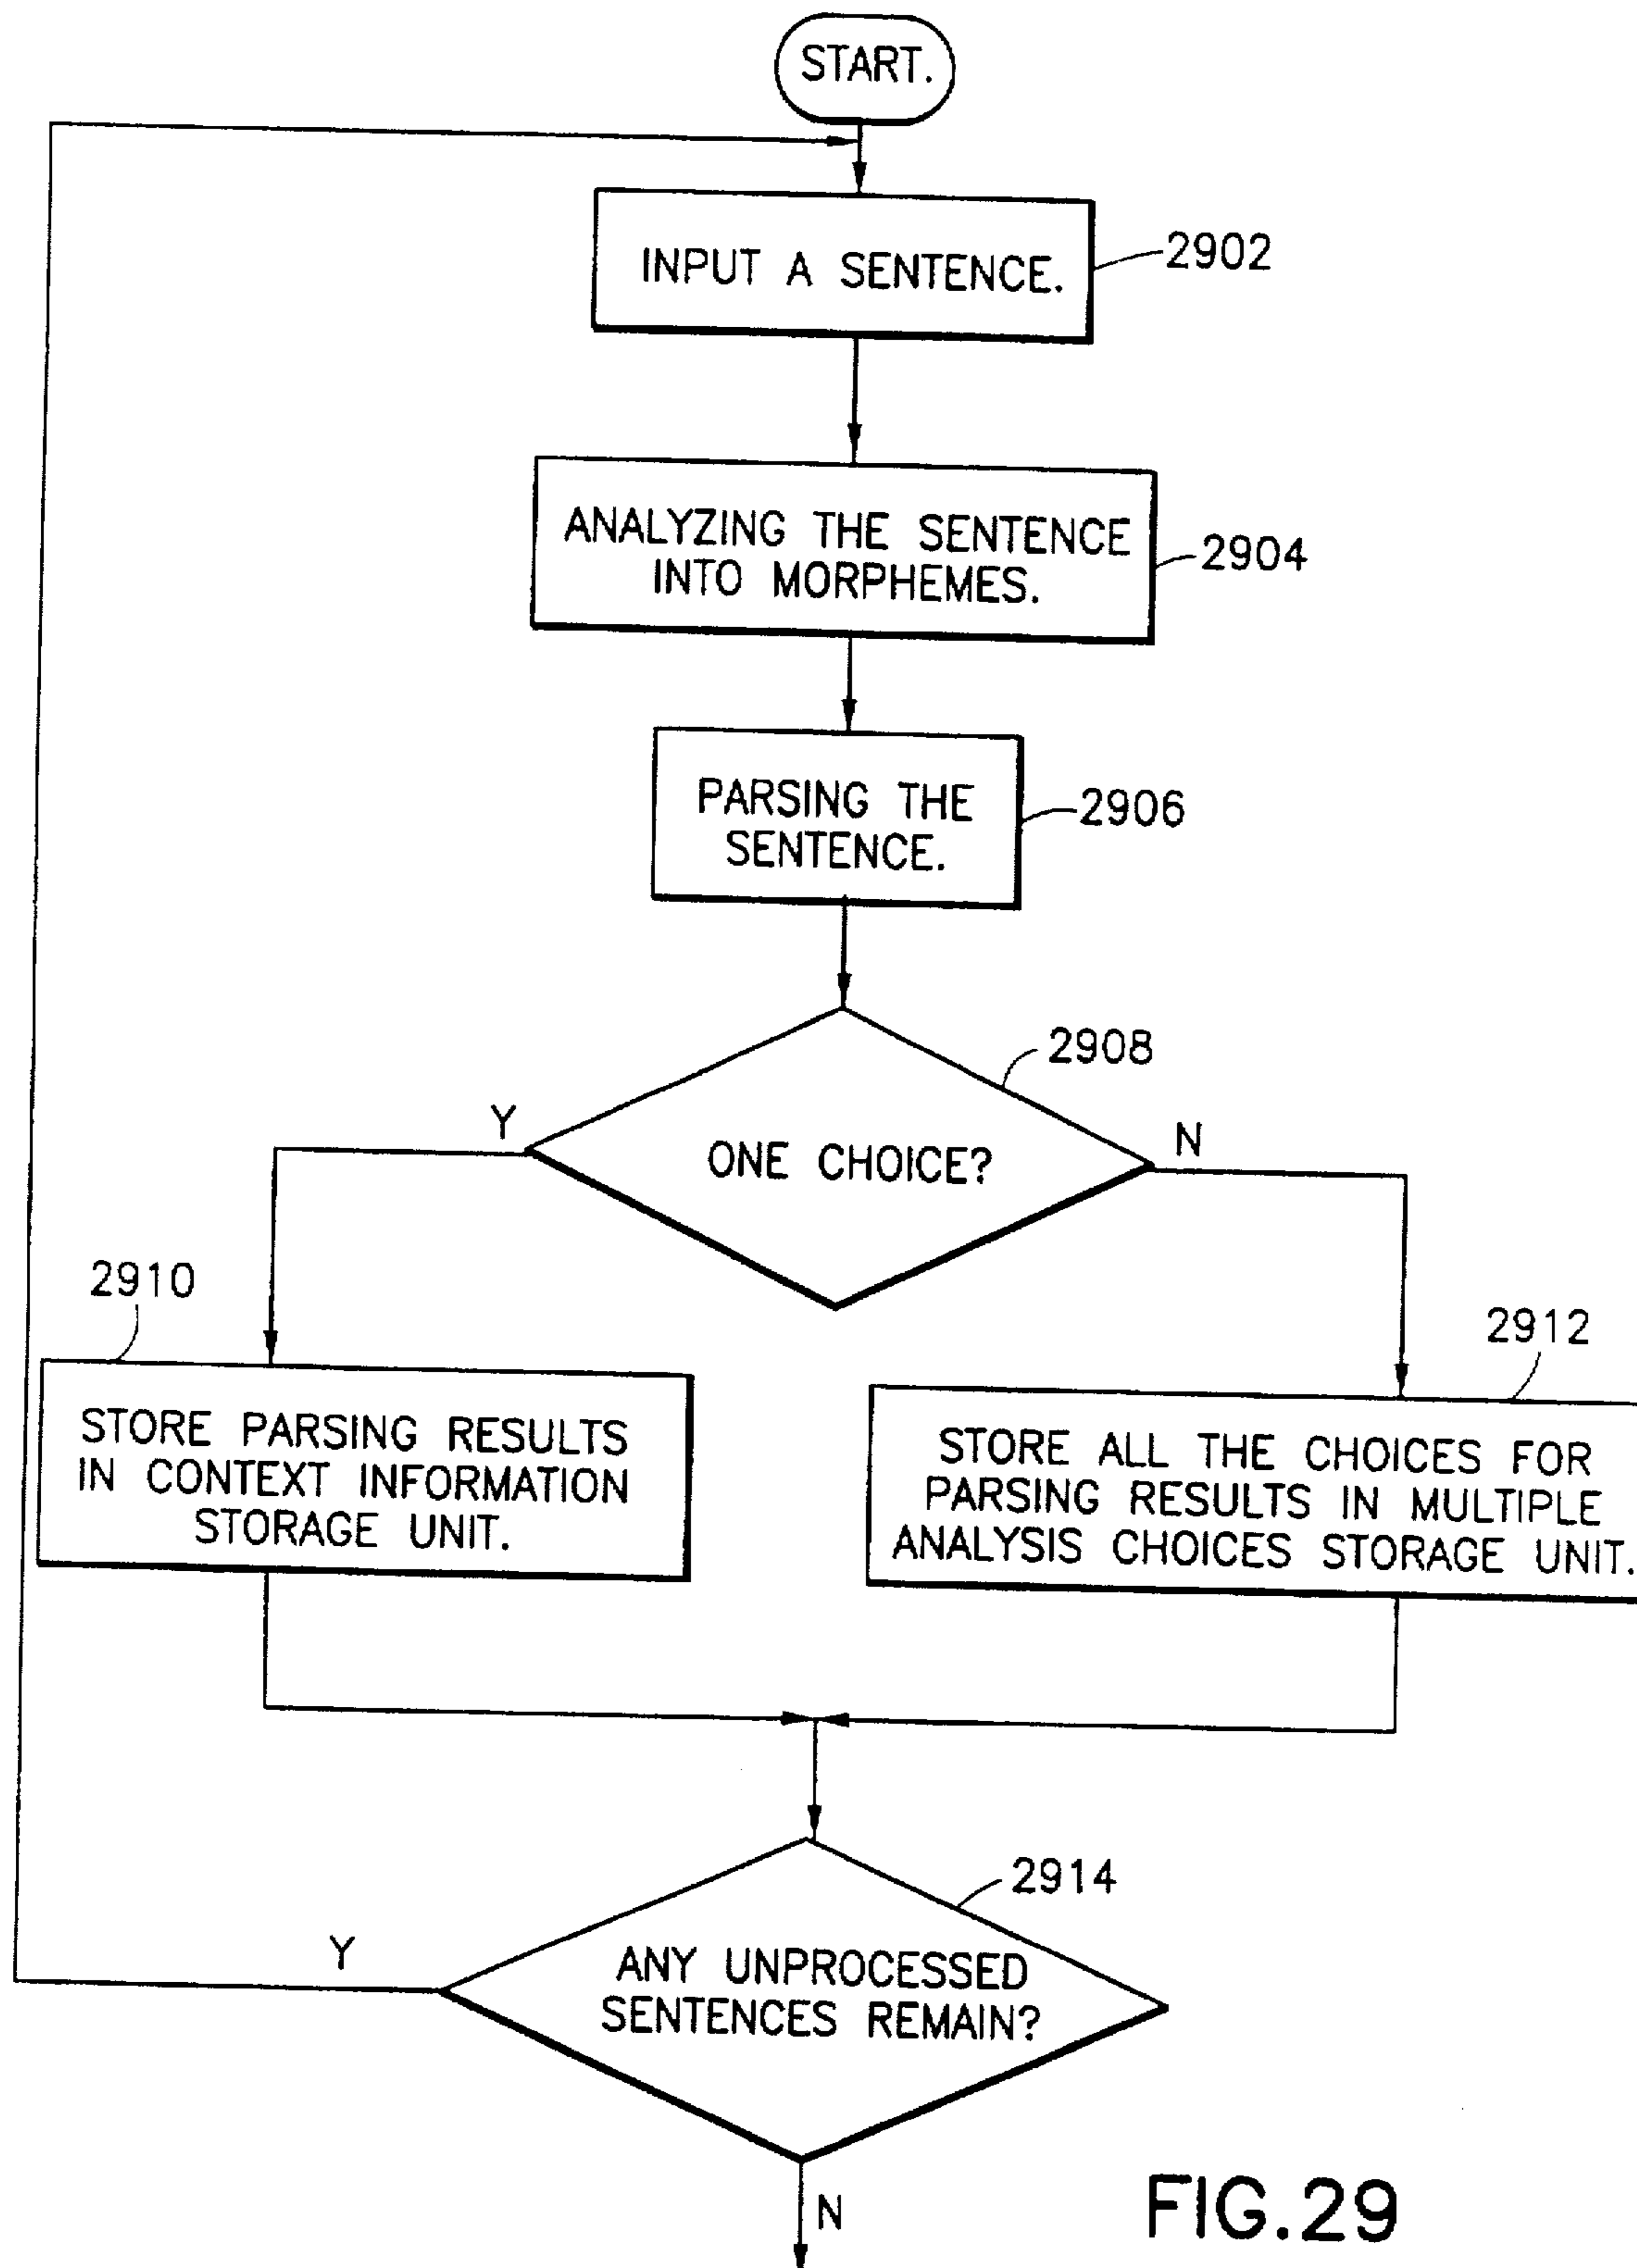 START.
INPUT A SENTENCE.
2902
ANALYZING THE SENTENCE
INTO MORPHEMES.
2904
PARSING THE
SENTENCE.
2906
2908
Y
ONE CHOICE?
N
2910
STORE PARSING RESULTS
IN CONTEXT INFORMATION
STORAGE UNIT.
2912
STORE ALL THE CHOICES FOR
PARSING RESULTS IN MULTIPLE
ANALYSIS CHOICES STORAGE UNIT.
2914
Y
ANY UNPROCESSED
SENTENCES REMAIN?
N
FIG.29